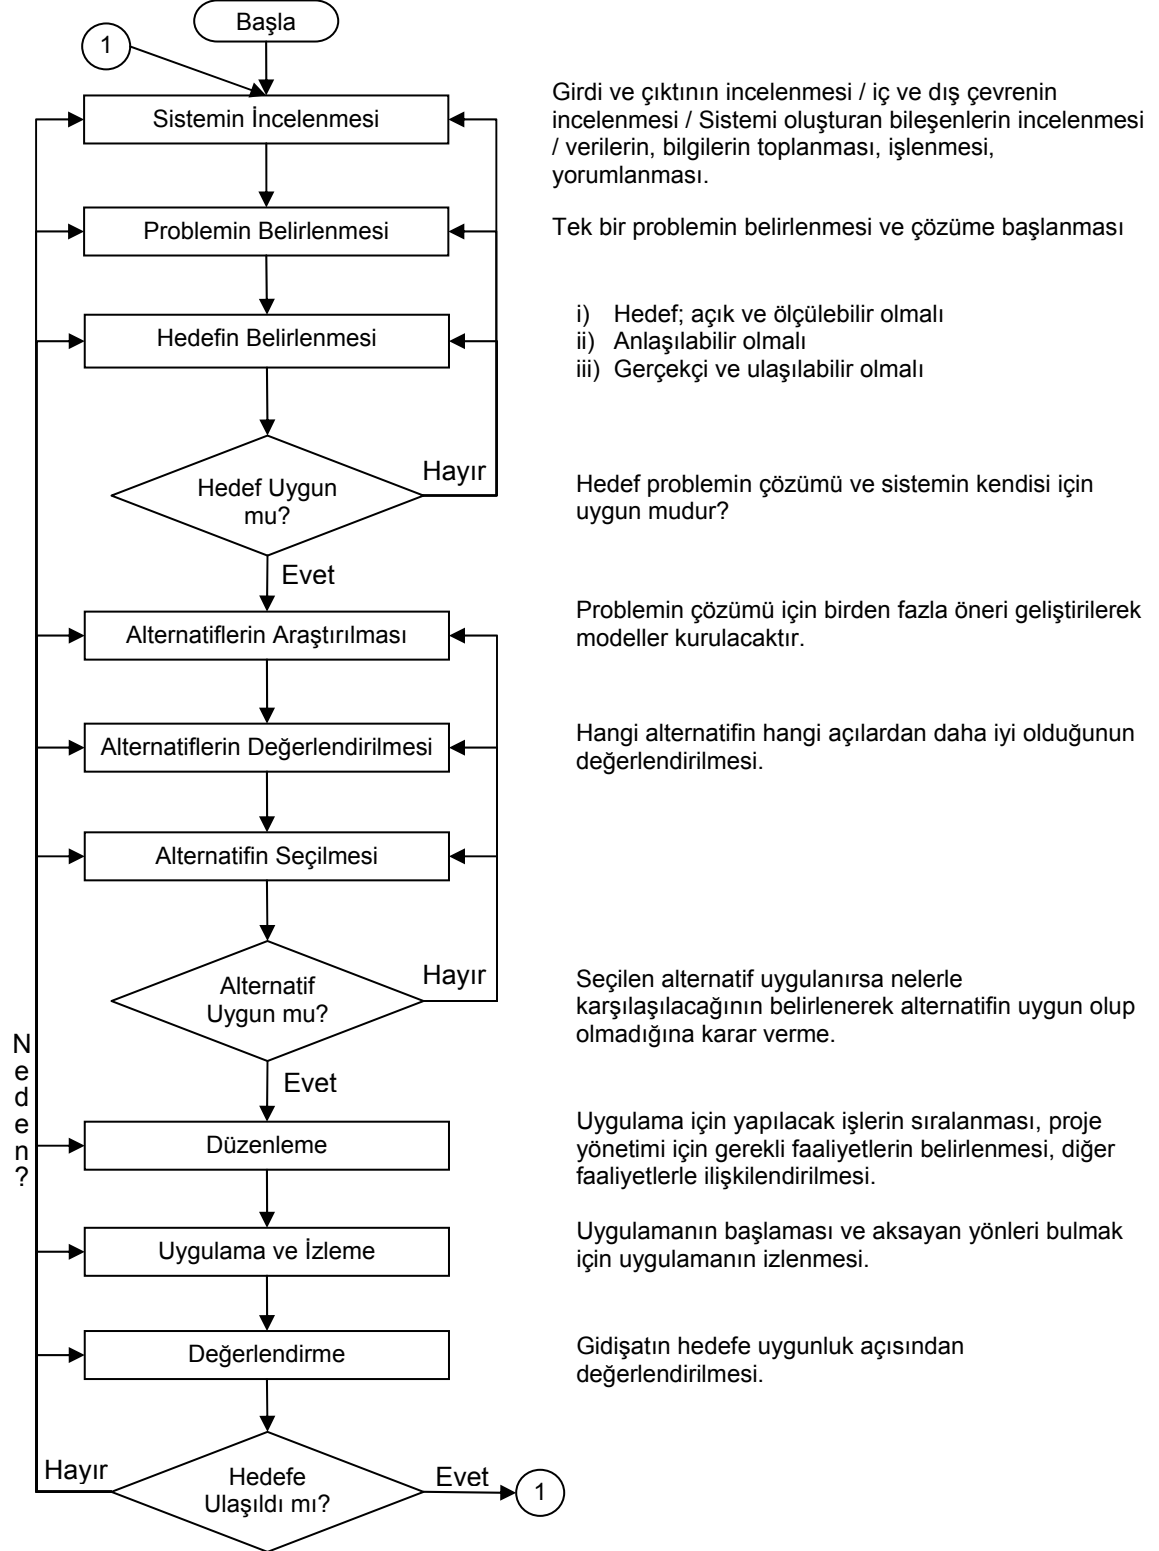 Başla
1
Sistemin İncelenmesi
Girdi ve çıktının incelenmesi / iç ve dış çevrenin
incelenmesi / Sistemi oluşturan bileşenlerin incelenmesi
/ verilerin, bilgilerin toplanması, işlenmesi,
yorumlanması.
Problemin Belirlenmesi
Tek bir problemin belirlenmesi ve çözüme başlanması
Hedefin Belirlenmesi
i) Hedef; açık ve ölçülebilir olmalı
ii) Anlaşılabilir olmalı
iii) Gerçekçi ve ulaşılabilir olmalı
Hedef Uygun
mu?
Hayır
Hedef problemin çözümü ve sistemin kendisi için
uygun mudur?
Evet
Alternatiflerin Araştırılması
Problemin çözümü için birden fazla öneri geliştirilerek
modeller kurulacaktır.
Alternatiflerin Değerlendirilmesi
Hangi alternatifin hangi açılardan daha iyi olduğunun
değerlendirilmesi.
Alternatifin Seçilmesi
Alternatif
Uygun mu?
Hayır
Seçilen alternatif uygulanırsa nelerle
karşılaşılacağının belirlenerek alternatifin uygun olup
olmadığına karar verme.
Evet
Neden?
Düzenleme
Uygulama için yapılacak işlerin sıralanması, proje
yönetimi için gerekli faaliyetlerin belirlenmesi, diğer
faaliyetlerle ilişkilendirilmesi.
Uygulama ve İzleme
Uygulamanın başlaması ve aksayan yönleri bulmak
için uygulamanın izlenmesi.
Değerlendirme
Gidişatın hedefe uygunluk açısından
değerlendirilmesi.
Hayır
Hedefe
Ulaşıldı mı?
Evet
1